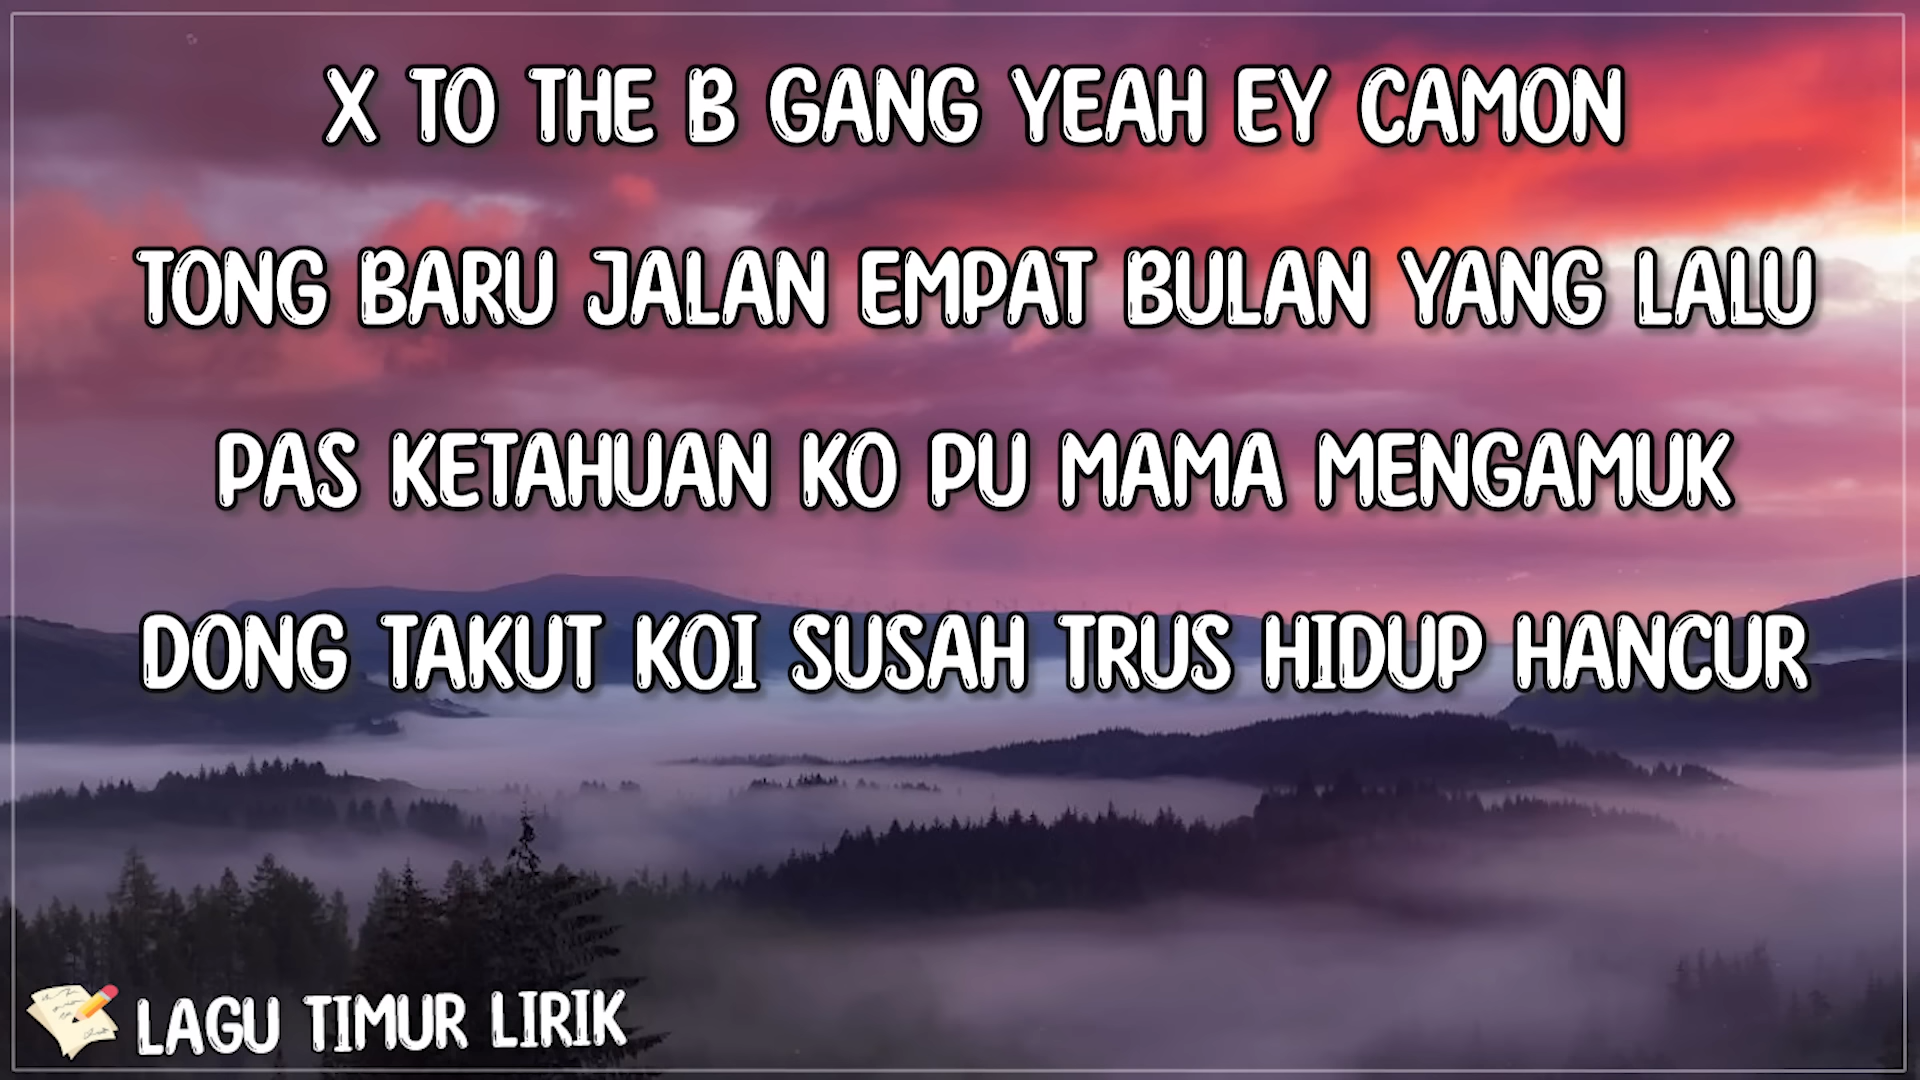 X TO THE B GANG YEAH EY CAMON
TONG BARU JALAN EMPAT BULAN YANG LALU
PAS KETAHUAN KO PU MAMA MENGAMUK
DONG TAKUT KOI SUSAH TRUS HIDUP HANCUR
LAGU TIMUR LIRIK